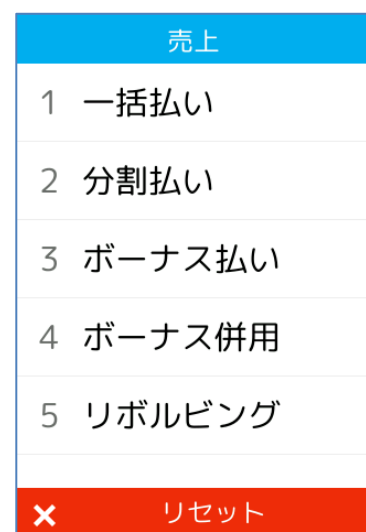 売上
1 一括払い
2 分割払い
3 ボーナス払い
4 ボーナス併用
5 リボルビング
× リセット